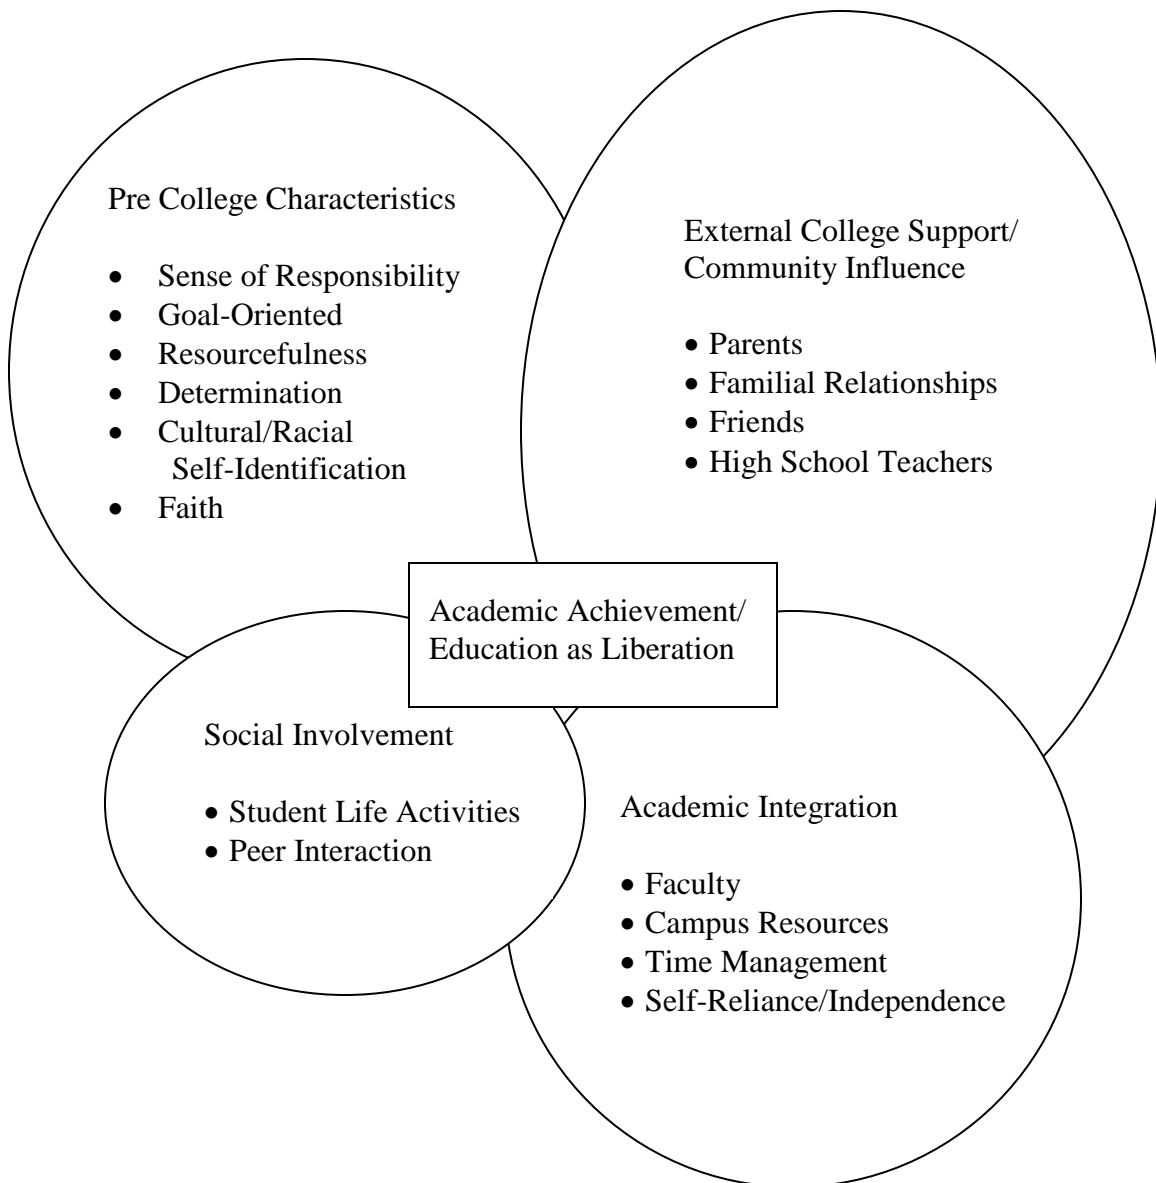 Pre College Characteristics
• Sense of Responsibility
• Goal-Oriented
• Resourcefulness
• Determination
• Cultural/Racial
Self-Identification
• Faith
External College Support/
Community Influence
• Parents
• Familial Relationships
• Friends
• High School Teachers
Academic Achievement/
Education as Liberation
Social Involvement
• Student Life Activities
• Peer Interaction
Academic Integration
• Faculty
• Campus Resources
• Time Management
• Self-Reliance/Independence